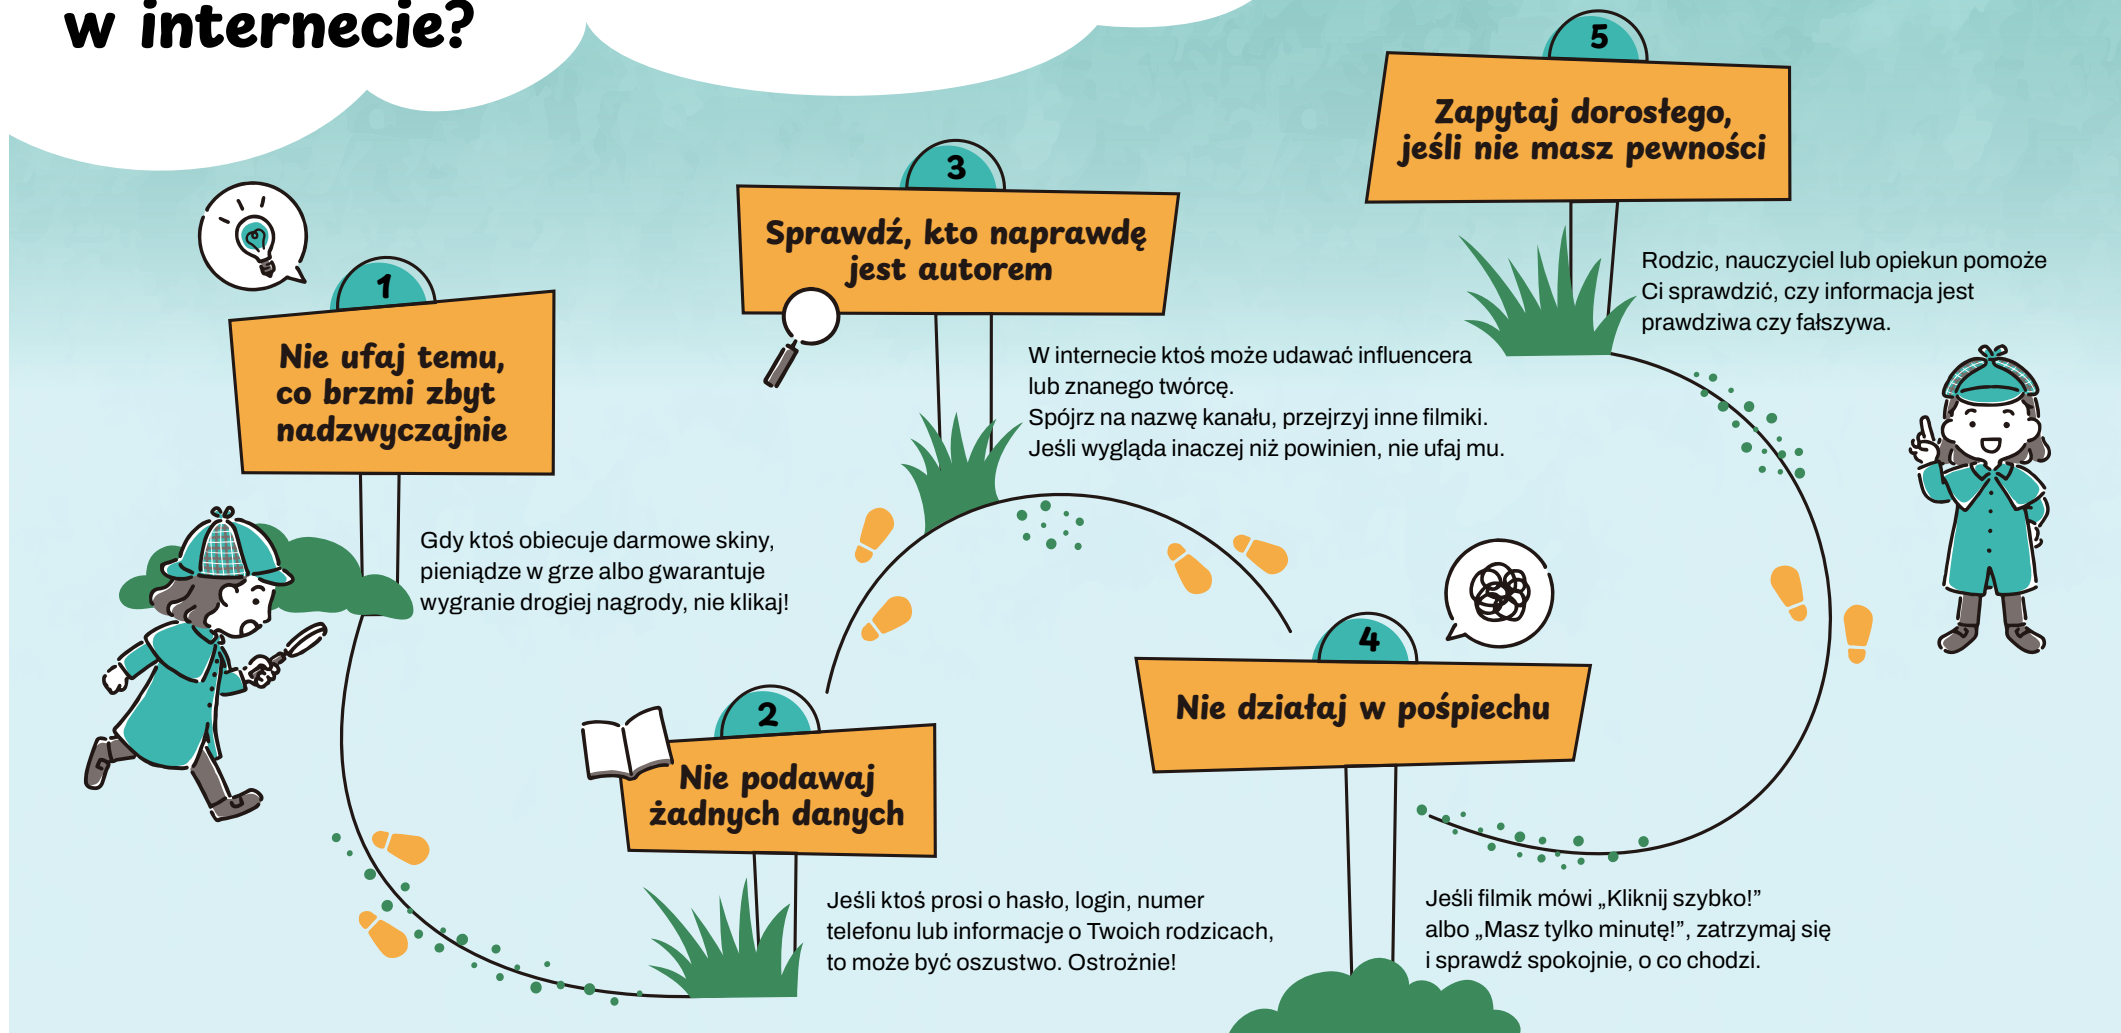 w internecie?
1
Nie ufaj temu,
co brzmi zbyt
nadzwyczajnie
Gdy ktoś obiecuje darmowe skiny,
pieniądze w grze albo gwarantuje
wygranie drogiej nagrody, nie klikaj!
2
Nie podawaj
żadnych danych
Jeśli ktoś prosi o hasło, login, numer
telefonu lub informacje o Twoich rodzicach,
to może być oszustwo. Ostrożnie!
3
Sprawdź, kto naprawdę
jest autorem
W internecie ktoś może udawać influencera
lub znanego twórcę.
Spójrz na nazwę kanału, przejrzyj inne filmiki.
Jeśli wygląda inaczej niż powinien, nie ufaj mu.
4
Nie działaj w pośpiechu
Jeśli filmik mówi „Kliknij szybko!”
albo „Masz tylko minutę!”, zatrzymaj się
i sprawdź spokojnie, o co chodzi.
5
Zapytaj dorosłego,
jeśli nie masz pewności
Rodzic, nauczyciel lub opiekun pomoże
Ci sprawdzić, czy informacja jest
prawdziwa czy fałszywa.